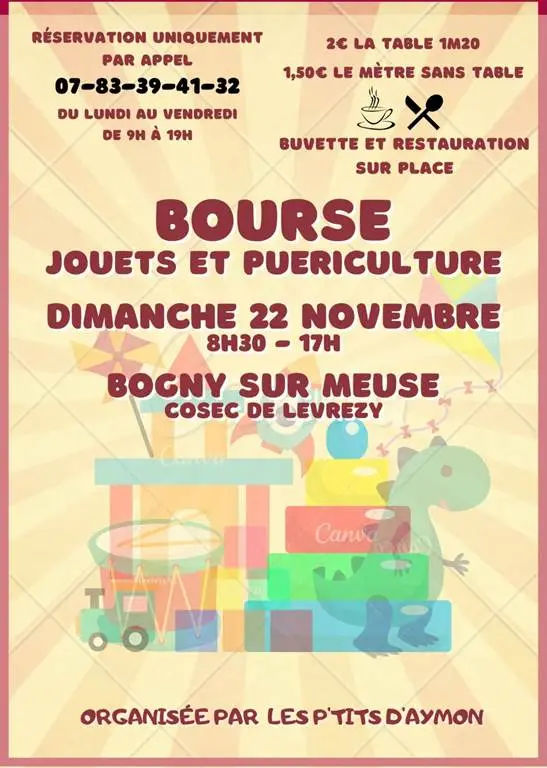 RÉSERVATION UNIQUEMENT
PAR APPEL
07-83-39-41-32
DU LUNDI AU VENDREDI
DE 9H À 19H
2€ LA TABLE 1M20
1,50€ LE MÈTRE SANS TABLE
BUVETTE ET RESTAURATION
SUR PLACE
BOURSE
JOUETS ET PUERICULTURE
DIMANCHE 22 NOVEMBRE
8H30 - 17H
BOGNY SUR MEUSE
COSEC DE LEVREZY
Canva
Canva
ORGANISÉE PAR LES P'TITS D'AYMON